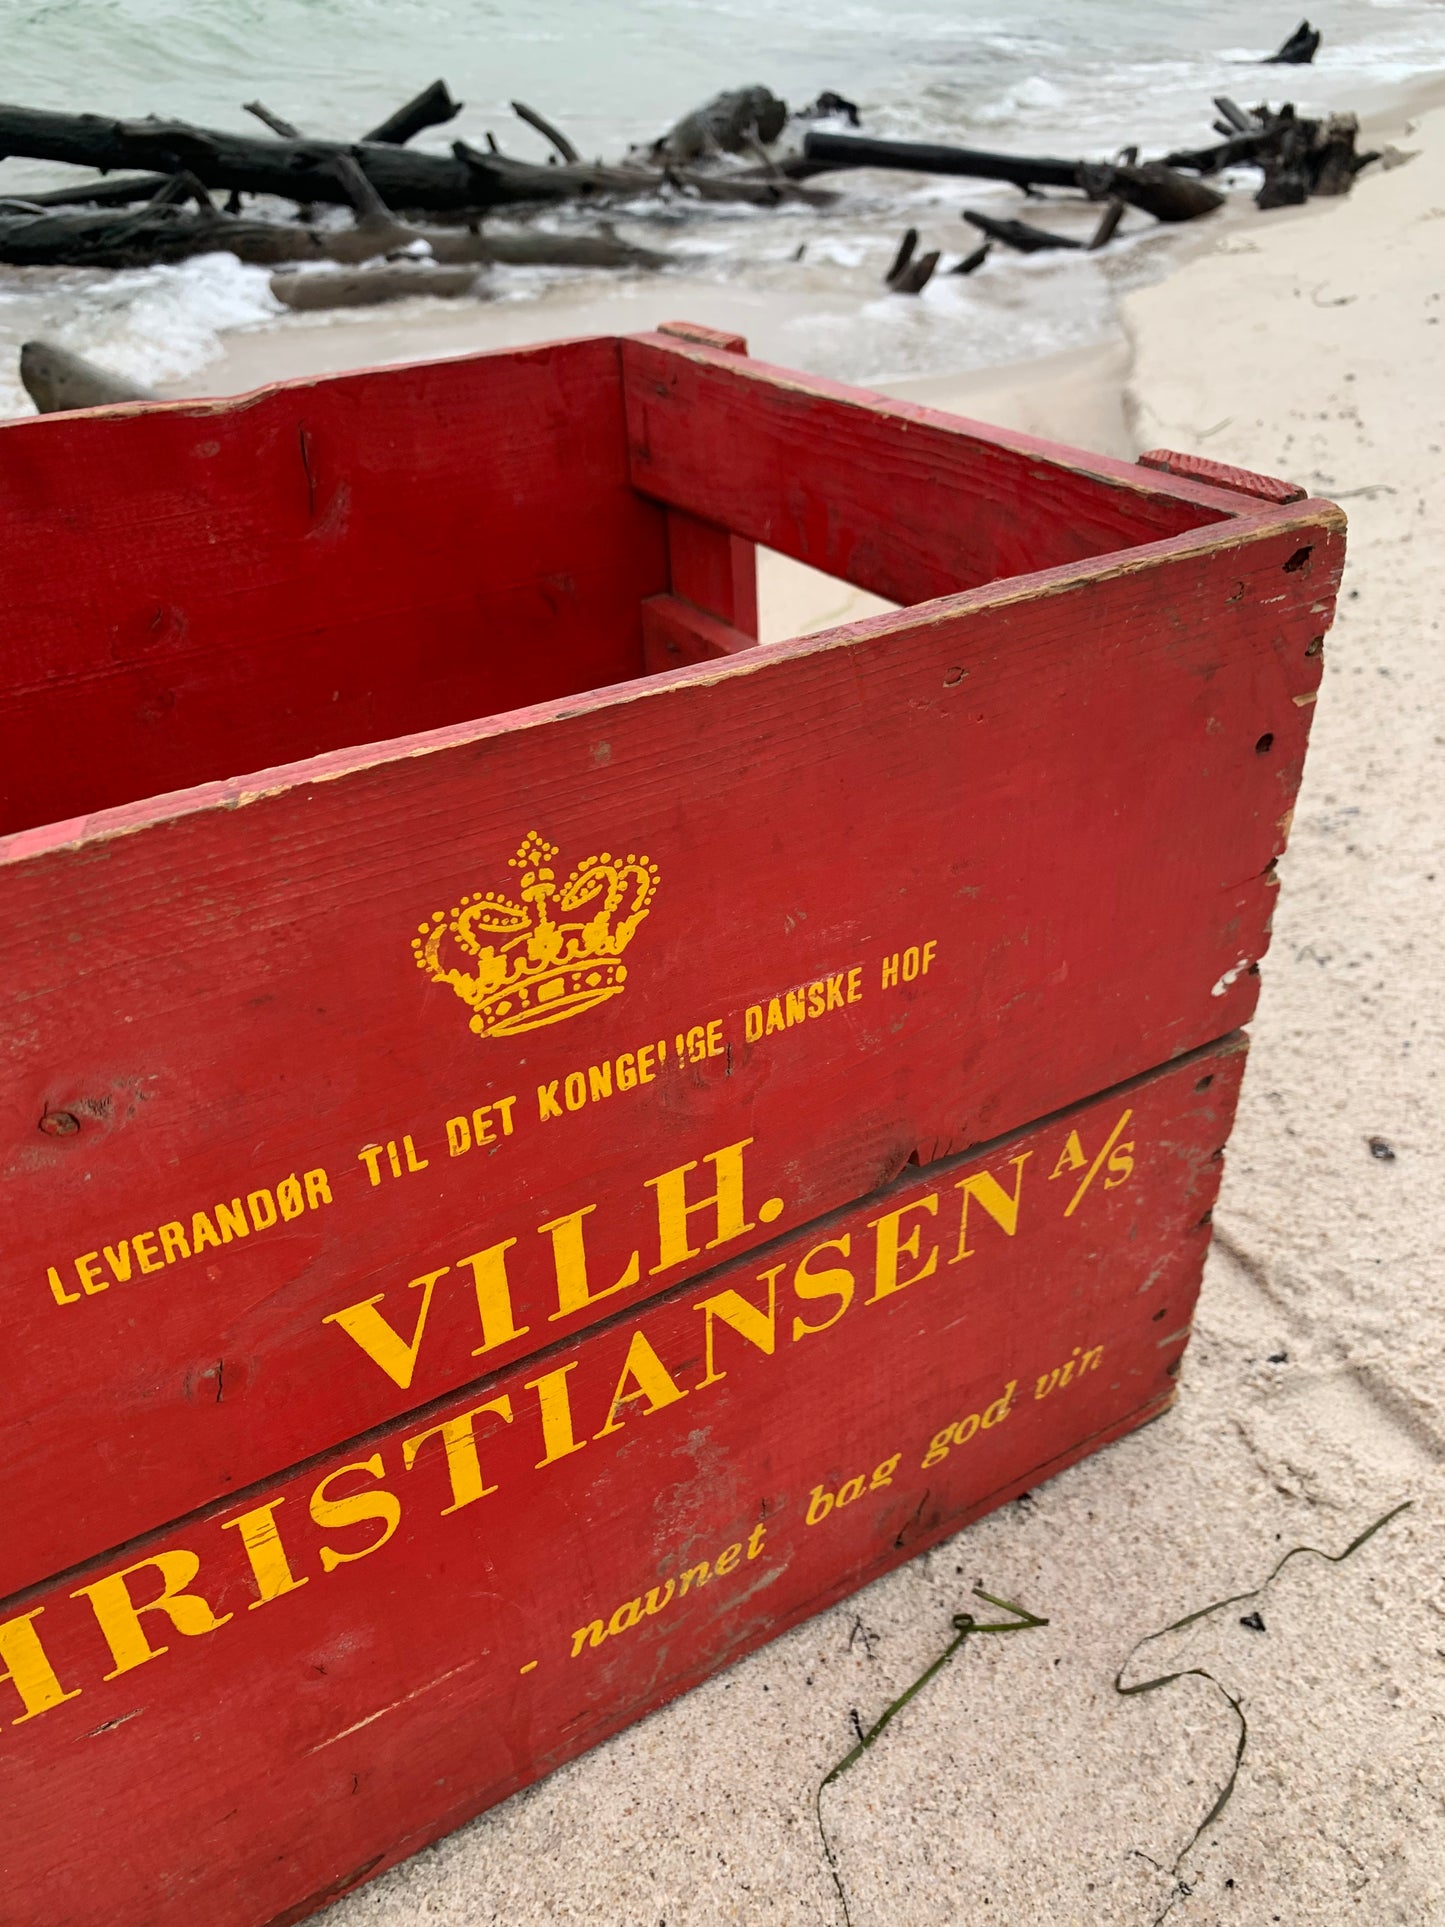 LEVERANDØR TIL DET KONGELIGE DANSKE HOF
VILH.
HRISTIANSEN A/S
- navnet bag god vin